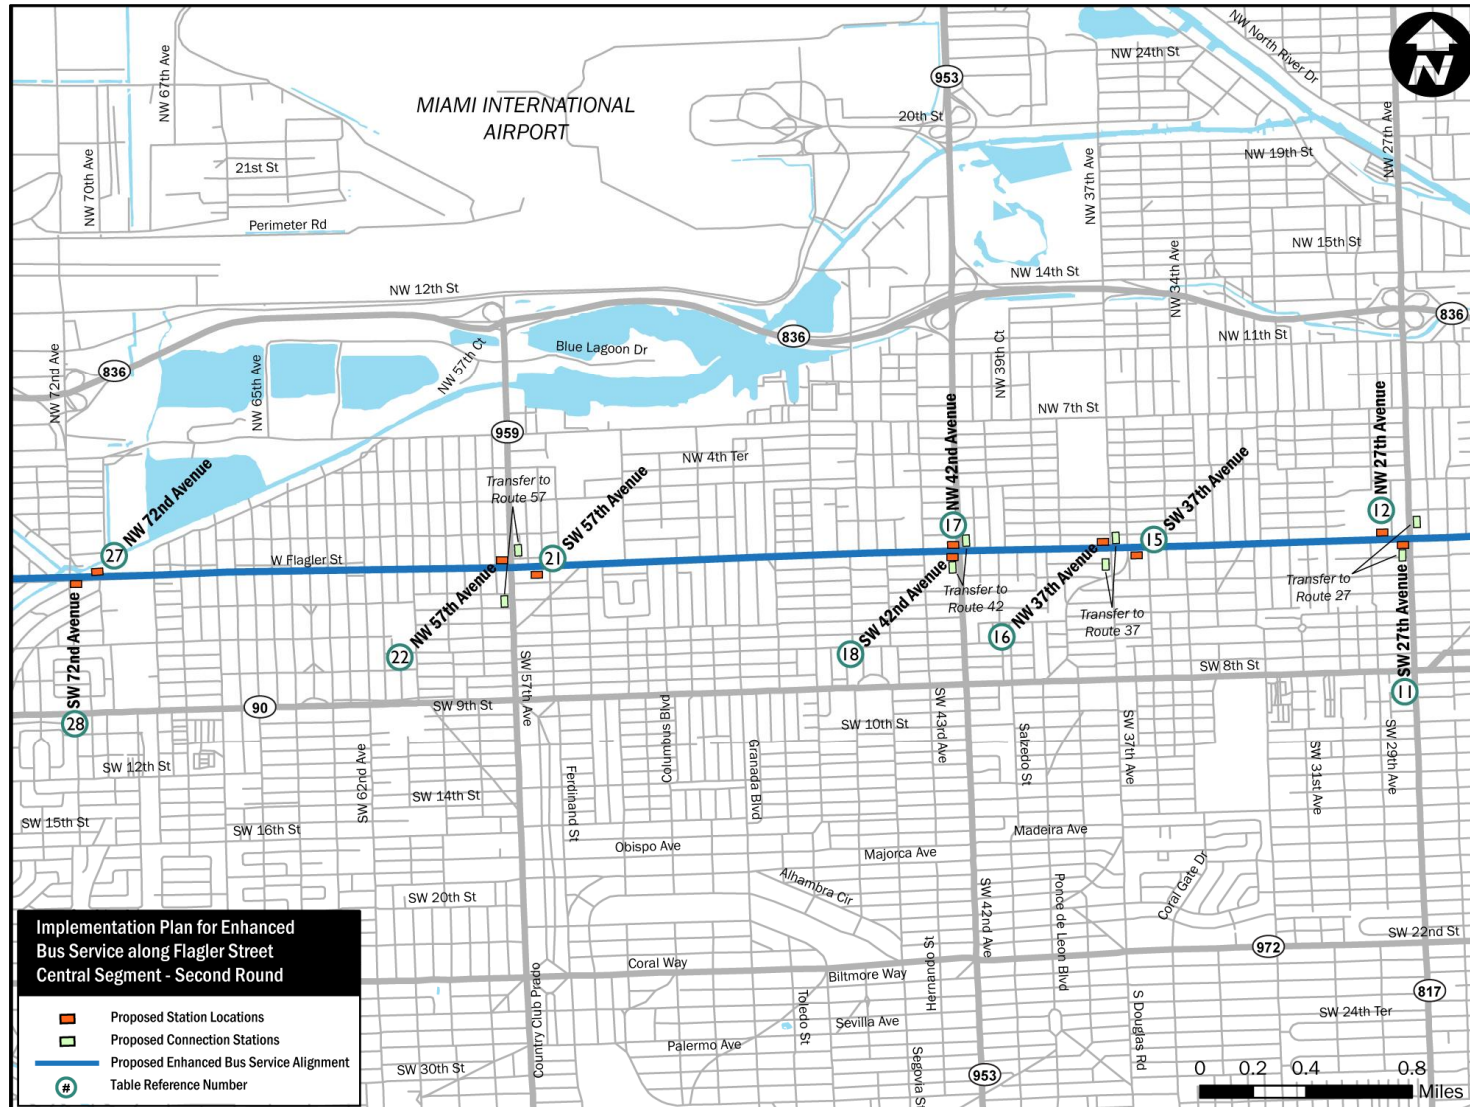 NW North River Dr
NW 24th St
N
953
NW 67th Ave
MIAMI INTERNATIONAL
AIRPORT
20th St
NW 27th Ave
NW 19th St
NW 70th Ave
21st St
NW 37th Ave
Perimeter Rd
NW 15th St
NW 14th St
NW 34th Ave
NW 12th St
836
836
NW 11th St
NW 72nd Ave
836
NW 65th Ave
NW 57th Ct
Blue Lagoon Dr
NW 39th Ct
NW 7th St
959
NW 4th Ter
Transfer to
Route 57
NW 72nd Avenue
27
SW 57th Avenue
21
NW 42nd Avenue
17
SW 37th Avenue
15
NW 27th Avenue
12
W Flagler St
SW 72nd Avenue
28
NW 57th Avenue
22
SW 42nd Avenue
18
Transfer to
Route 42
NW 37th Avenue
16
Transfer to
Route 37
Transfer to
Route 27
SW 27th Avenue
11
SW 8th St
90
SW 9th St
SW 57th Ave
Columbus Blvd
SW 10th St
SW 43rd Ave
Salzedo St
SW 37th Ave
SW 31st Ave
SW 29th Ave
SW 12th St
SW 62nd Ave
SW 14th St
Ferdinand St
Granada Blvd
SW 15th St
SW 16th St
Obispo Ave
Majorca Ave
Madeira Ave
Alhambra Cir
Coral Gate Dr
SW 20th St
SW 42nd Ave
Ponce de Leon Blvd
SW 22nd St
972
Coral Way
Biltmore Way
Hernando St
Country Club Prado
Toledo St
Sevilla Ave
Palermo Ave
S Douglas Rd
817
SW 24th Ter
SW 30th St
Segovia St
953
Implementation Plan for Enhanced
Bus Service along Flagler Street
Central Segment - Second Round
Proposed Station Locations
Proposed Connection Stations
Proposed Enhanced Bus Service Alignment
# Table Reference Number
0 0.2 0.4 0.8
Miles